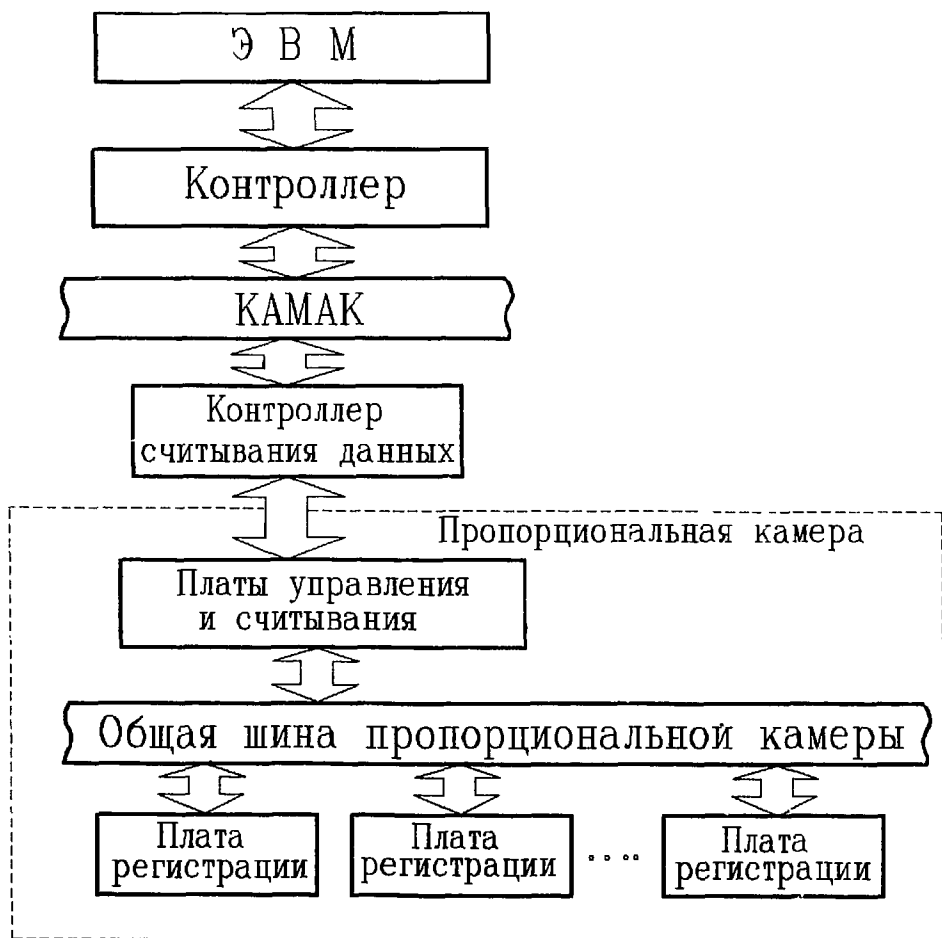 Э В М
Контроллер
КАМАК
Контроллер
считывания данных
Пропорциональная камера
Платы управления
и считывания
Общая шина пропорциональной камеры
Плата
регистрации
Плата
регистрации
....
Плата
регистрации